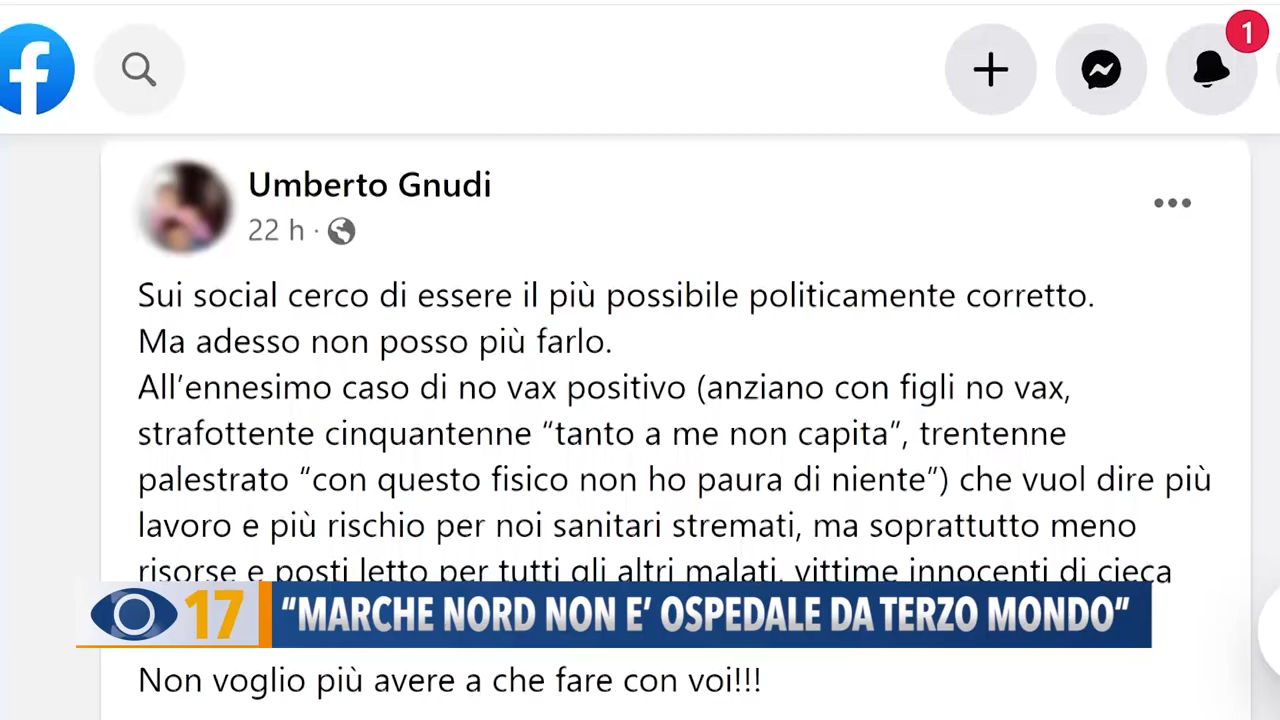 1
Umberto Gnudi
22 h ·
Sui social cerco di essere il più possibile politicamente corretto.
Ma adesso non posso più farlo.
All’ennesimo caso di no vax positivo (anziano con figli no vax,
strafottente cinquantenne “tanto a me non capita”, trentenne
palestrato “con questo fisico non ho paura di niente”) che vuol dire più
lavoro e più rischio per noi sanitari stremati, ma soprattutto meno
risorse e posti letto per tutti gli altri malati, vittime innocenti di cieca
17 “MARCHE NORD NON E’ OSPEDALE DA TERZO MONDO“
Non voglio più avere a che fare con voi!!!